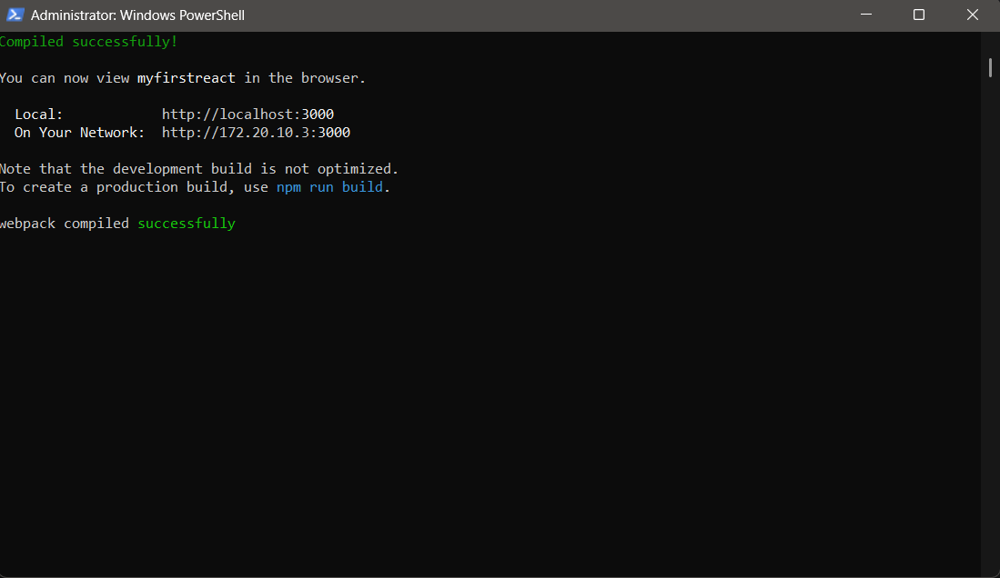 Administrator: Windows PowerShell
Compiled successfully!
You can now view myfirstreact in the browser.
Local: http://localhost:3000
On Your Network: http://172.20.10.3:3000
Note that the development build is not optimized.
To create a production build, use npm run build.
webpack compiled successfully